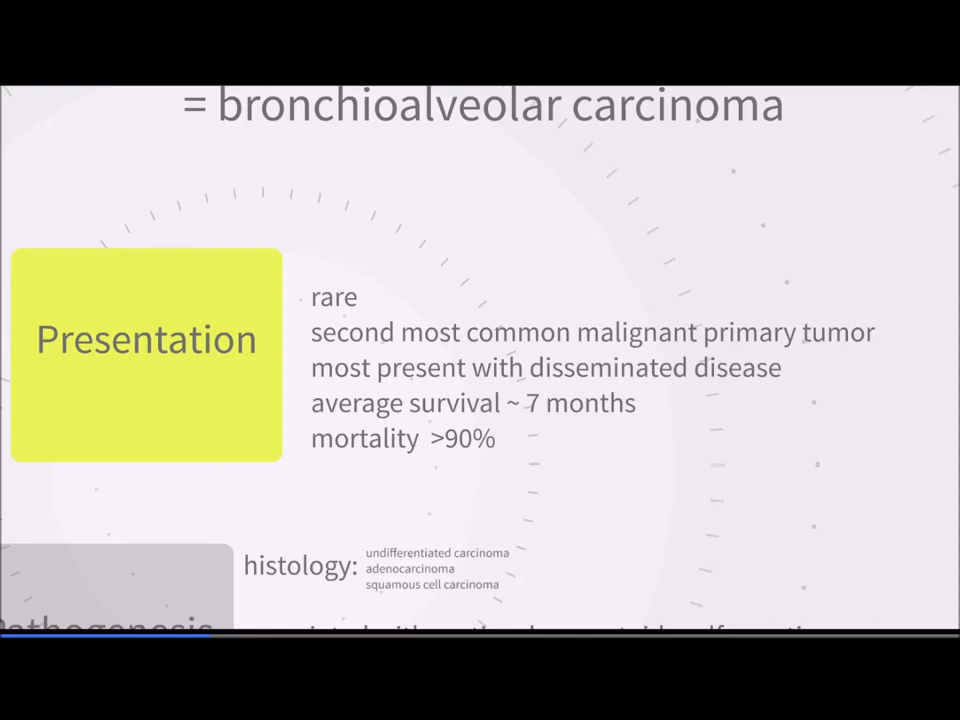 = bronchioalveolar carcinoma
Presentation
rare
second most common malignant primary tumor
most present with disseminated disease
average survival ~ 7 months
mortality >90%
histology:
undifferentiated carcinoma
adenocarcinoma
squamous cell carcinoma
Pathogenesis